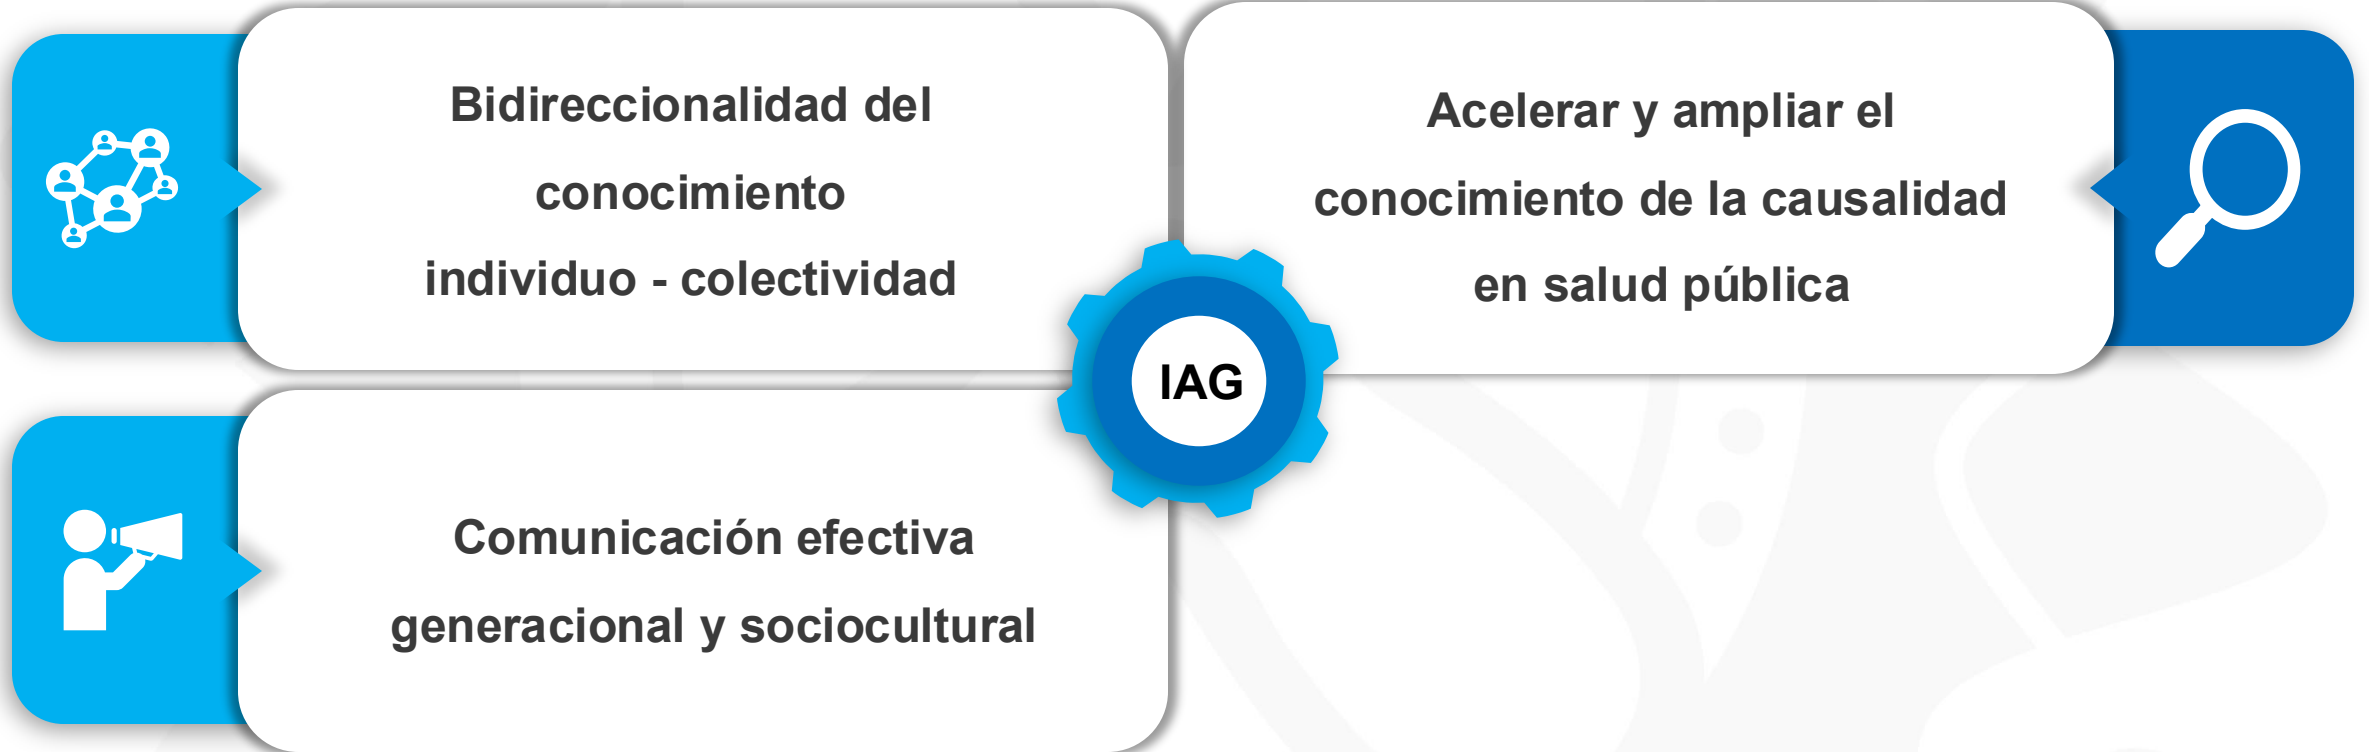 Bidireccionalidad del
conocimiento
individuo - colectividad
Acelerar y ampliar el
conocimiento de la causalidad
en salud pública
IAG
Comunicación efectiva
generacional y sociocultural